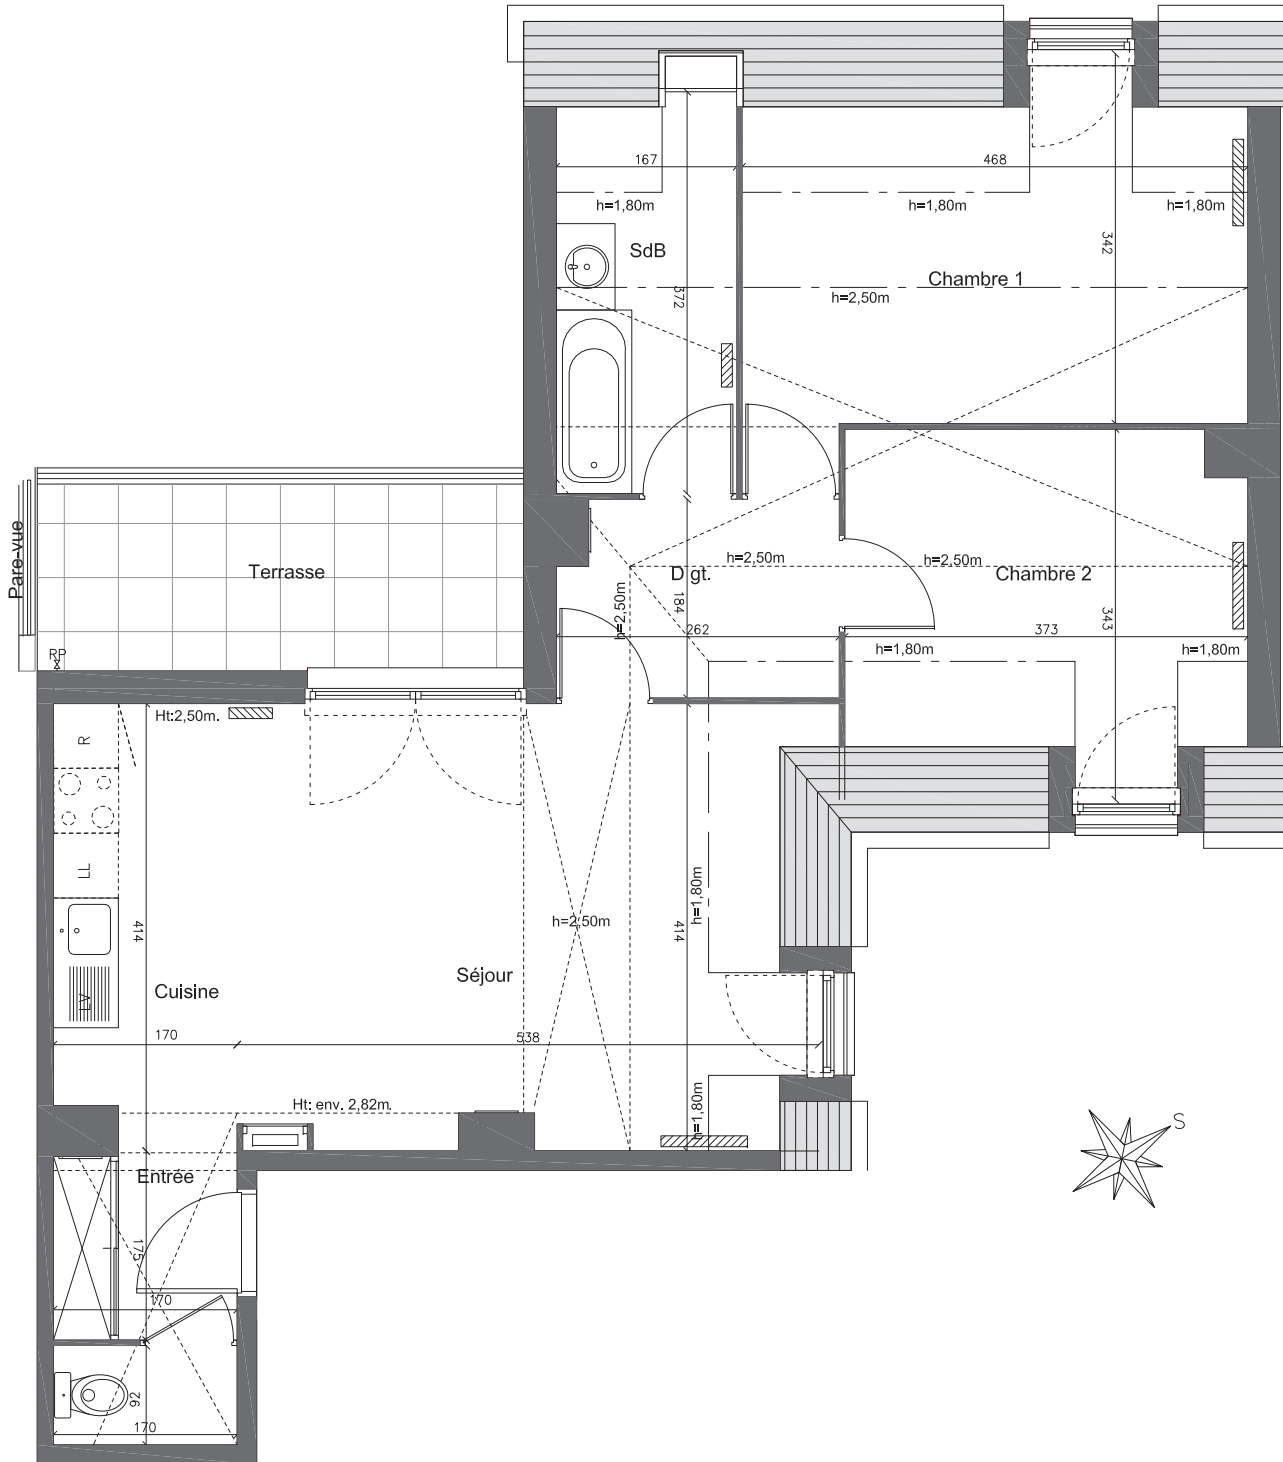 167
468
h=1,80m
h=1,80m
h=1,80m
342
SdB
Chambre 1
372
h=2,50m
Pare-vue
Terrasse
D gt.
h=2,50m
h=2,50m
Chambre 2
h=2,50m
184
343
262
373
RP
h=1,80m
h=1,80m
Ht:2,50m.
R
LL
h=1,80m
414
h=2,50m
414
Séjour
Cuisine
LV
170
538
Ht: env. 2,82m.
h=1,80m
S
Entrée
175
170
92
170